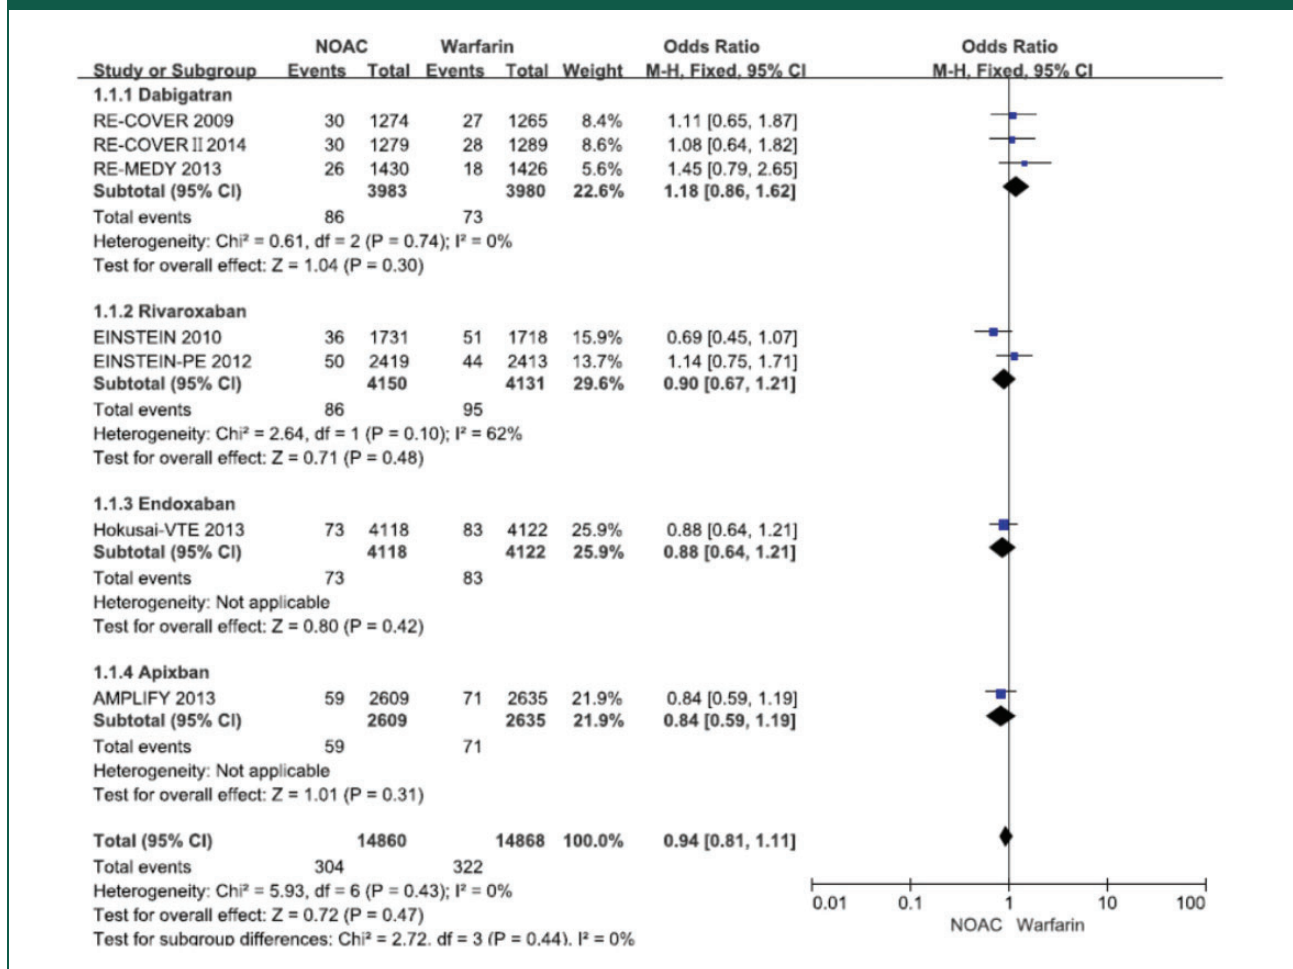 NOAC Warfarin Odds Ratio Odds Ratio
Study or Subgroup Events Total Events Total Weight M-H, Fixed, 95% CI M-H, Fixed, 95% CI
1.1.1 Dabigatran
RE-COVER 2009 30 1274 27 1265 8.4% 1.11 [0.65, 1.87]
RE-COVER II 2014 30 1279 28 1289 8.6% 1.08 [0.64, 1.82]
RE-MEDY 2013 26 1430 18 1426 5.6% 1.45 [0.79, 2.65]
Subtotal (95% CI) 3983 3980 22.6% 1.18 [0.86, 1.62]
Total events 86 73
Heterogeneity: Chi² = 0.61, df = 2 (P = 0.74); I² = 0%
Test for overall effect: Z = 1.04 (P = 0.30)
1.1.2 Rivaroxaban
EINSTEIN 2010 36 1731 51 1718 15.9% 0.69 [0.45, 1.07]
EINSTEIN-PE 2012 50 2419 44 2413 13.7% 1.14 [0.75, 1.71]
Subtotal (95% CI) 4150 4131 29.6% 0.90 [0.67, 1.21]
Total events 86 95
Heterogeneity: Chi² = 2.64, df = 1 (P = 0.10); I² = 62%
Test for overall effect: Z = 0.71 (P = 0.48)
1.1.3 Endoxaban
Hokusai-VTE 2013 73 4118 83 4122 25.9% 0.88 [0.64, 1.21]
Subtotal (95% CI) 4118 4122 25.9% 0.88 [0.64, 1.21]
Total events 73 83
Heterogeneity: Not applicable
Test for overall effect: Z = 0.80 (P = 0.42)
1.1.4 Apixban
AMPLIFY 2013 59 2609 71 2635 21.9% 0.84 [0.59, 1.19]
Subtotal (95% CI) 2609 2635 21.9% 0.84 [0.59, 1.19]
Total events 59 71
Heterogeneity: Not applicable
Test for overall effect: Z = 1.01 (P = 0.31)
Total (95% CI) 14860 14868 100.0% 0.94 [0.81, 1.11]
Total events 304 322
Heterogeneity: Chi² = 5.93, df = 6 (P = 0.43); I² = 0%
Test for overall effect: Z = 0.72 (P = 0.47)
Test for subgroup differences: Chi² = 2.72, df = 3 (P = 0.44), I² = 0%
0.01 0.1 1 10 100
NOAC Warfarin